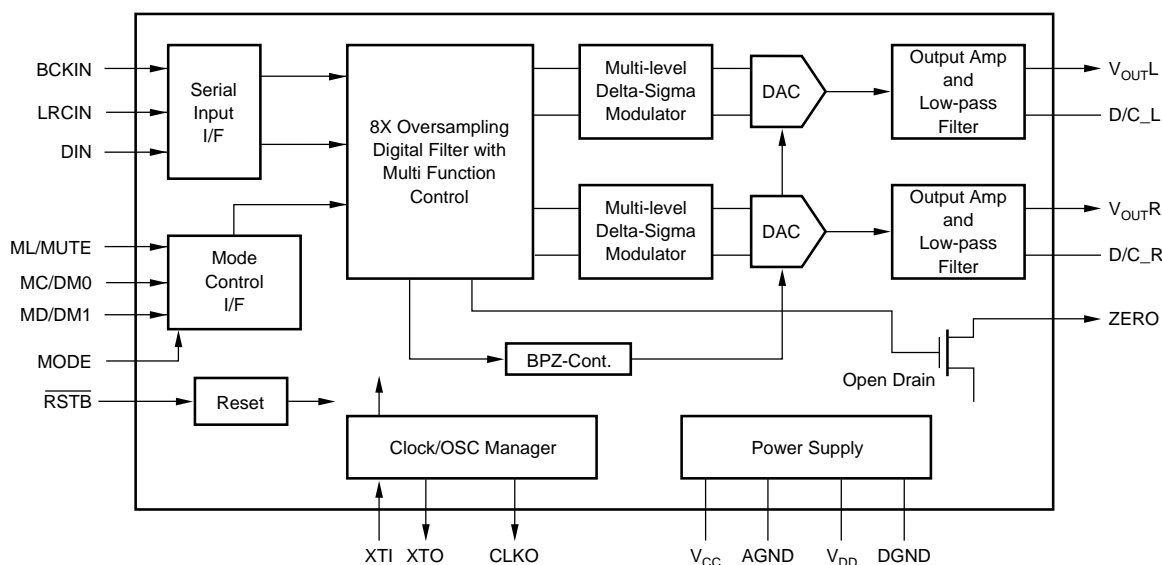 BCKIN
LRCIN
DIN
Serial
Input
I/F
8X Oversampling
Digital Filter with
Multi Function
Control
Multi-level
Delta-Sigma
Modulator
DAC
Output Amp
and
Low-pass
Filter
VOUTL
D/C_L
Multi-level
Delta-Sigma
Modulator
DAC
Output Amp
and
Low-pass
Filter
VOUTR
D/C_R
ML/MUTE
MC/DM0
MD/DM1
MODE
Mode
Control
I/F
BPZ-Cont.
Open Drain
ZERO
RSTB
Reset
Clock/OSC Manager
Power Supply
XTI
XTO
CLKO
VCC
AGND
VDD
DGND